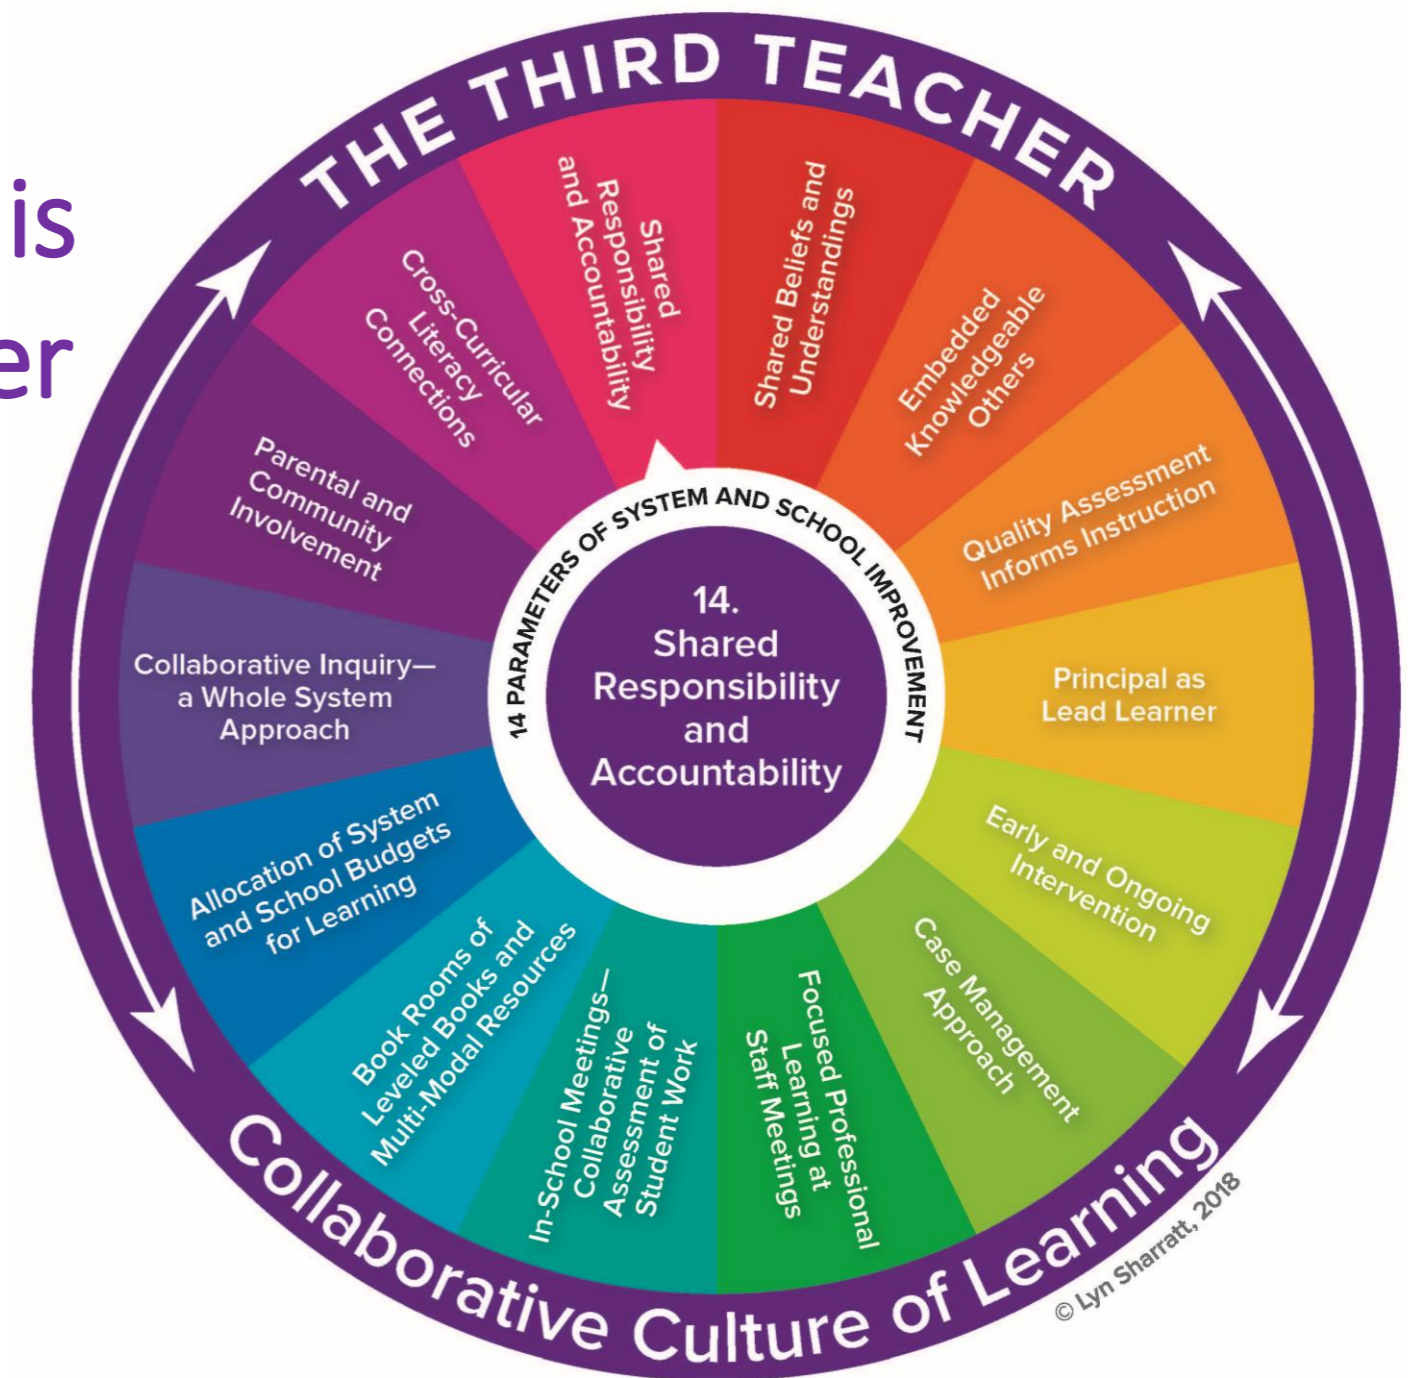 is
er
THE THIRD TEACHER
Shared Beliefs and
Understandings
Embedded
Knowledgeable
Others
Quality Assessment
Informs Instruction
Principal as
Lead Learner
Early and Ongoing
Intervention
Case Management
Approach
Focused Professional
Learning at
Staff Meetings
In-School Meetings—
Collaborative
Assessment of
Student Work
Book Rooms of
Leveled Books and
Multi-Modal Resources
Allocation of System
and School Budgets
for Learning
Collaborative Inquiry—
a Whole System
Approach
Parental and
Community
Involvement
Cross-Curricular
Literacy
Connections
Shared
Responsibility
and Accountability
14 PARAMETERS OF SYSTEM AND SCHOOL IMPROVEMENT
14.
Shared
Responsibility
and
Accountability
Collaborative Culture of Learning
© Lyn Sharratt, 2018